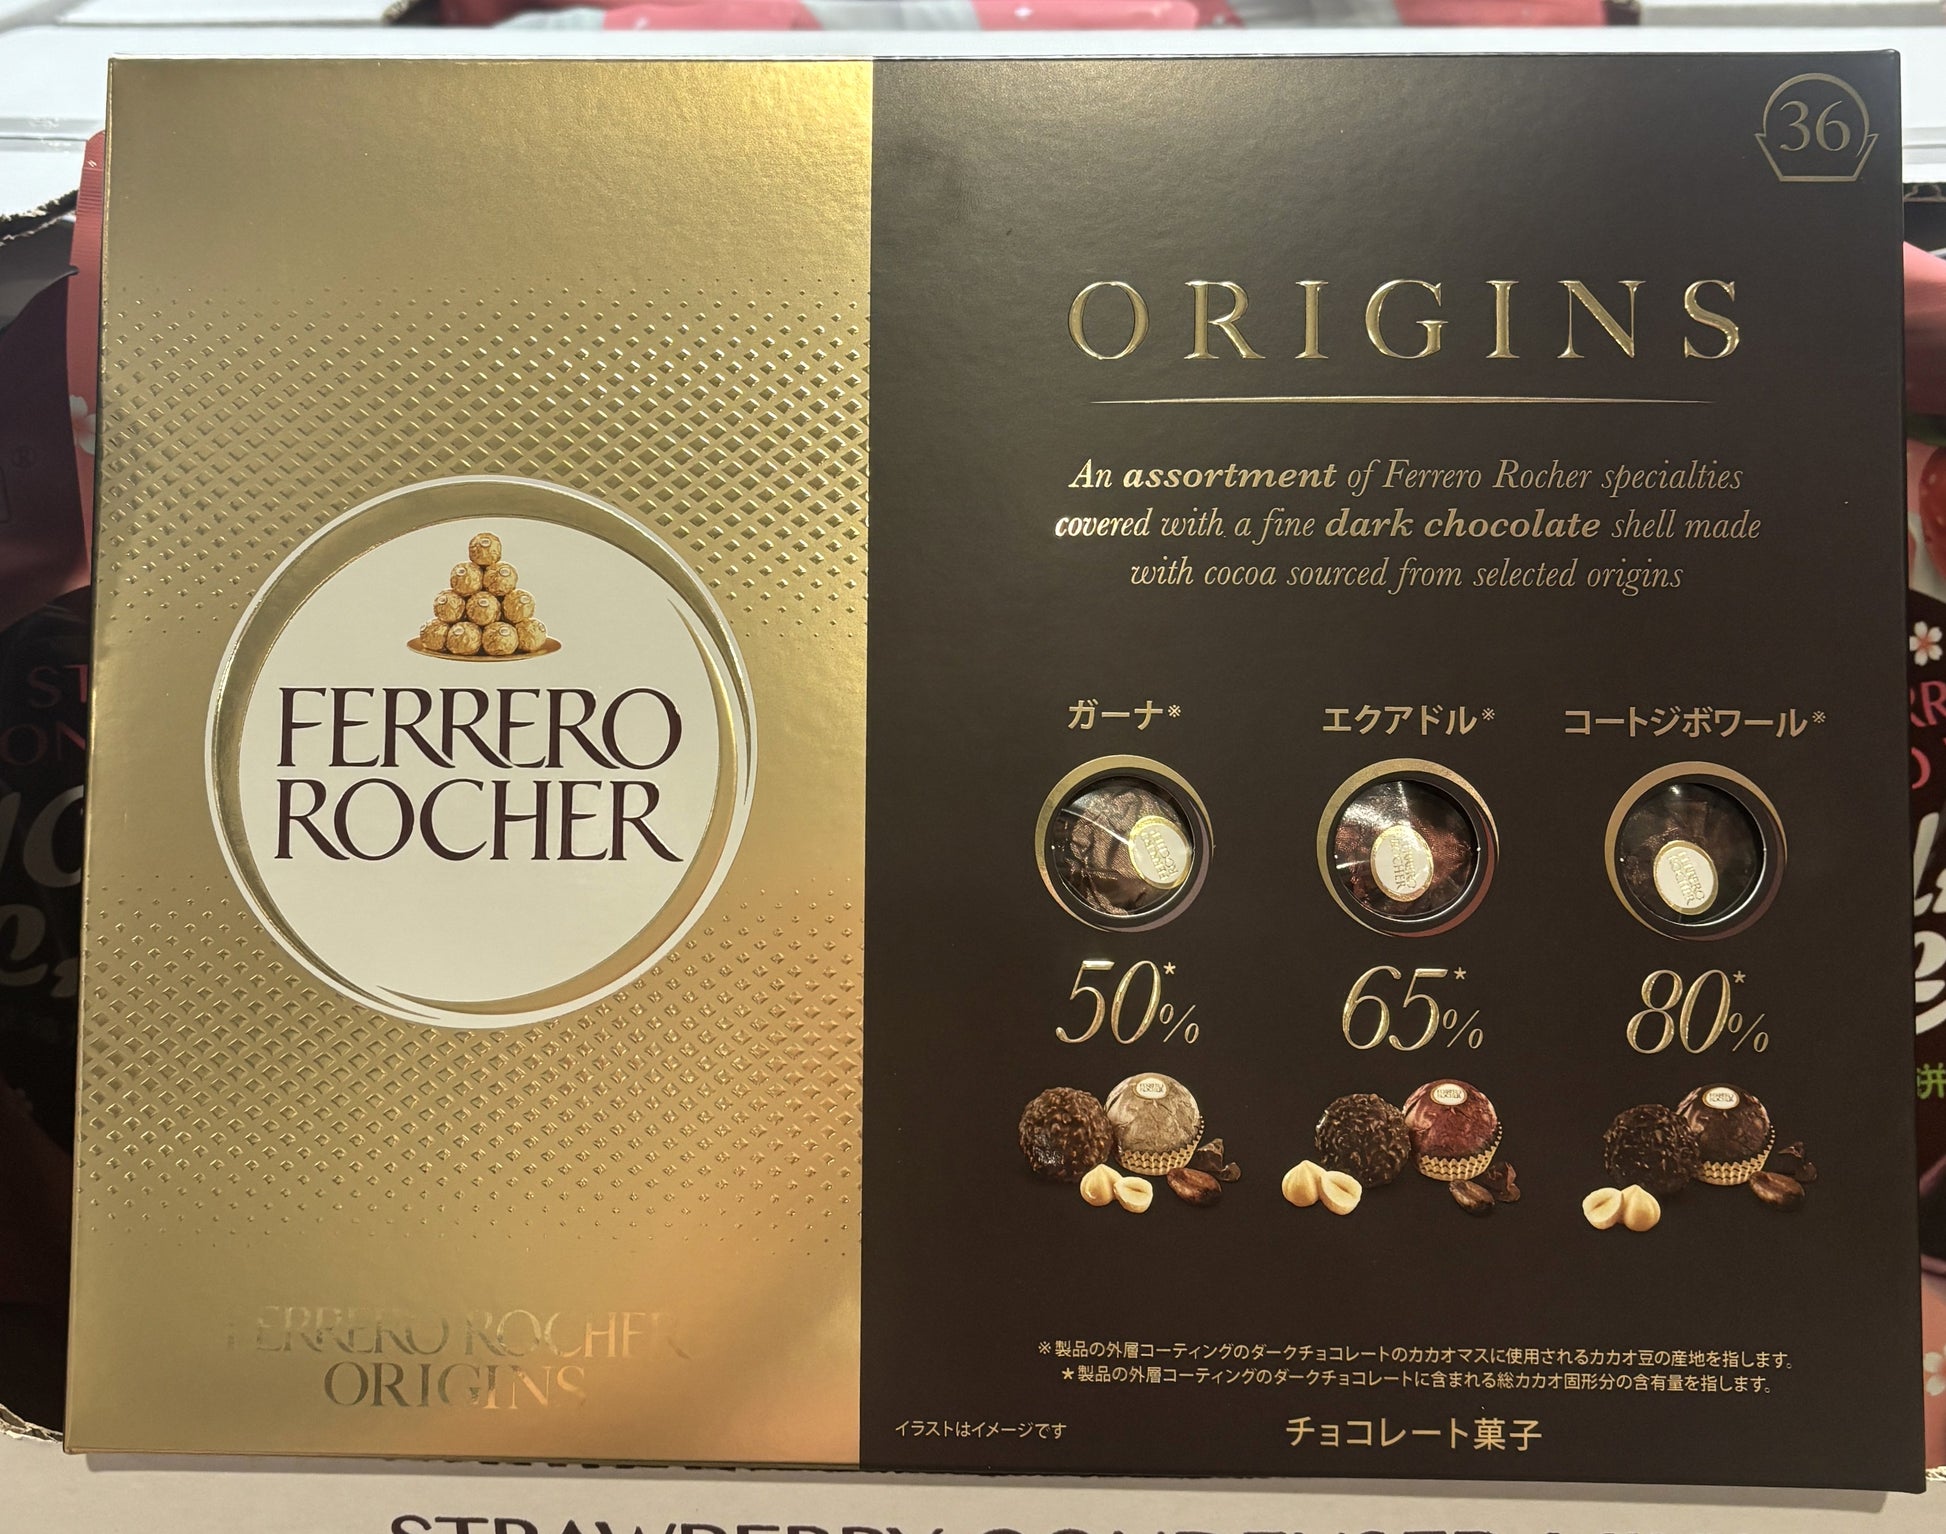 36
ORIGINS
An assortment of Ferrero Rocher specialties
covered with a fine dark chocolate shell made
with cocoa sourced from selected origins
FERRERO
ROCHER
ガーナ※
エクアドル※
コートジボワール※
50*%
65*%
80*%
FERRERO ROCHER
ORIGINS
※製品の外層コーティングのダークチョコレートのカカオマスに使用されるカカオ豆の産地を指します。
★製品の外層コーティングのダークチョコレートに含まれる総カカオ固形分の含有量を指します。
イラストはイメージです
チョコレート菓子
STRAWBERRY